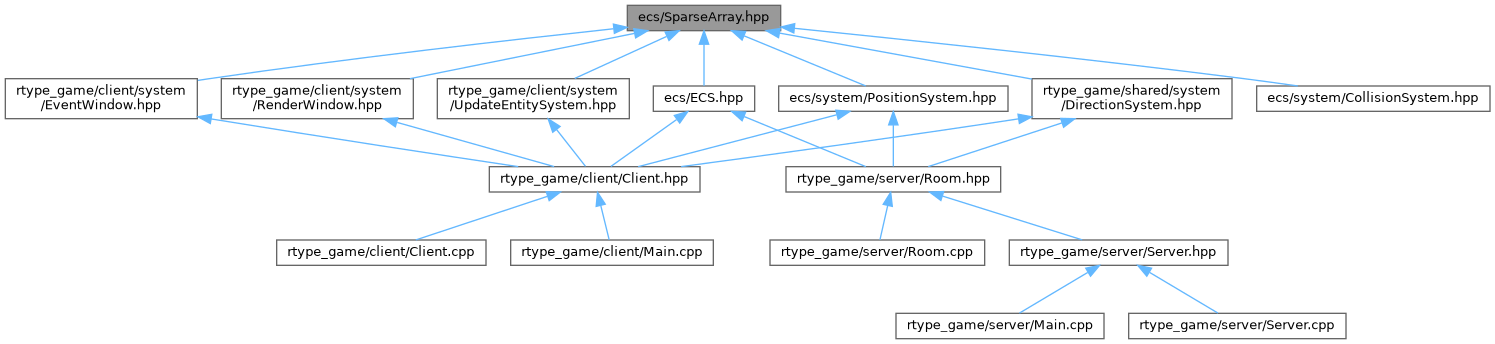 ecs/SparseArray.hpp
rtype_game/client/system
/EventWindow.hpp
rtype_game/client/system
/RenderWindow.hpp
rtype_game/client/system
/UpdateEntitySystem.hpp
ecs/ECS.hpp
ecs/system/PositionSystem.hpp
rtype_game/shared/system
/DirectionSystem.hpp
ecs/system/CollisionSystem.hpp
rtype_game/client/Client.hpp
rtype_game/server/Room.hpp
rtype_game/client/Client.cpp
rtype_game/client/Main.cpp
rtype_game/server/Room.cpp
rtype_game/server/Server.hpp
rtype_game/server/Main.cpp
rtype_game/server/Server.cpp